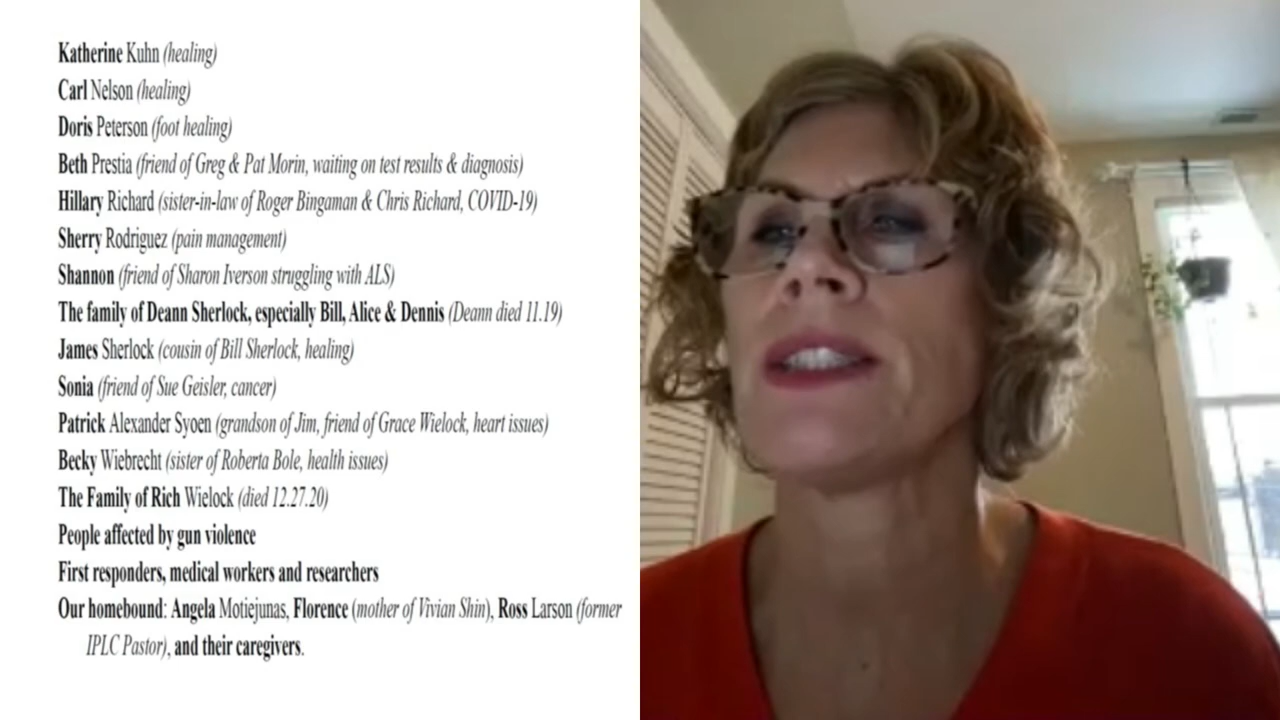 Katherine Kuhn (healing)
Carl Nelson (healing)
Doris Peterson (foot healing)
Beth Prestia (friend of Greg & Pat Morin, waiting on test results & diagnosis)
Hillary Richard (sister-in-law of Roger Bingaman & Chris Richard, COVID-19)
Sherry Rodriguez (pain management)
Shannon (friend of Sharon Iverson struggling with ALS)
The family of Deann Sherlock, especially Bill, Alice & Dennis (Deann died 11.19)
James Sherlock (cousin of Bill Sherlock, healing)
Sonia (friend of Sue Geisler, cancer)
Patrick Alexander Syoen (grandson of Jim, friend of Grace Wielock, heart issues)
Becky Wiebrecht (sister of Roberta Bole, health issues)
The Family of Rich Wielock (died 12.27.20)
People affected by gun violence
First responders, medical workers and researchers
Our homebound: Angela Motiejunas, Florence (mother of Vivian Shin), Ross Larson (former
IPLC Pastor), and their caregivers.